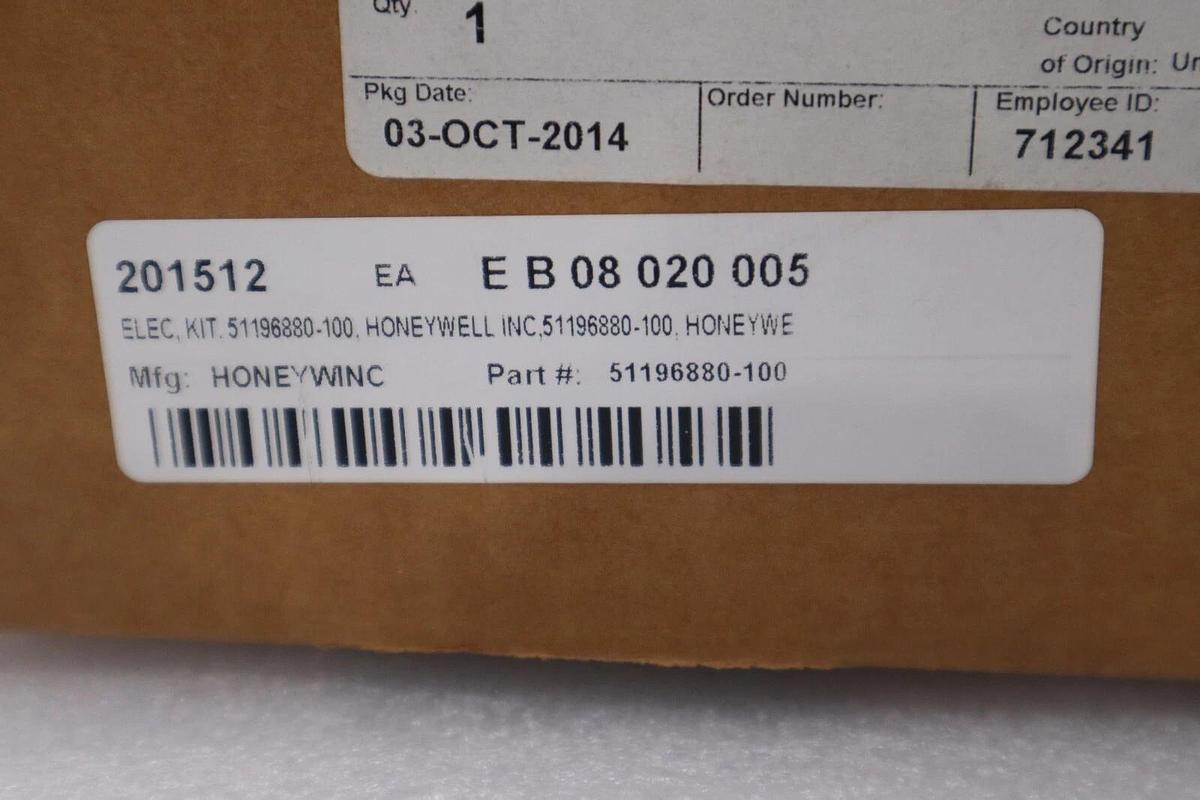 Qty. 1
Country
of Origin:
Pkg Date: Order Number: Employee ID:
03-OCT-2014 712341
201512 EA E B 08 020 005
ELEC, KIT, 51196880-100, HONEYWELL INC,51196880-100, HONEYWE
Mfg: HONEYWINC Part #: 51196880-100